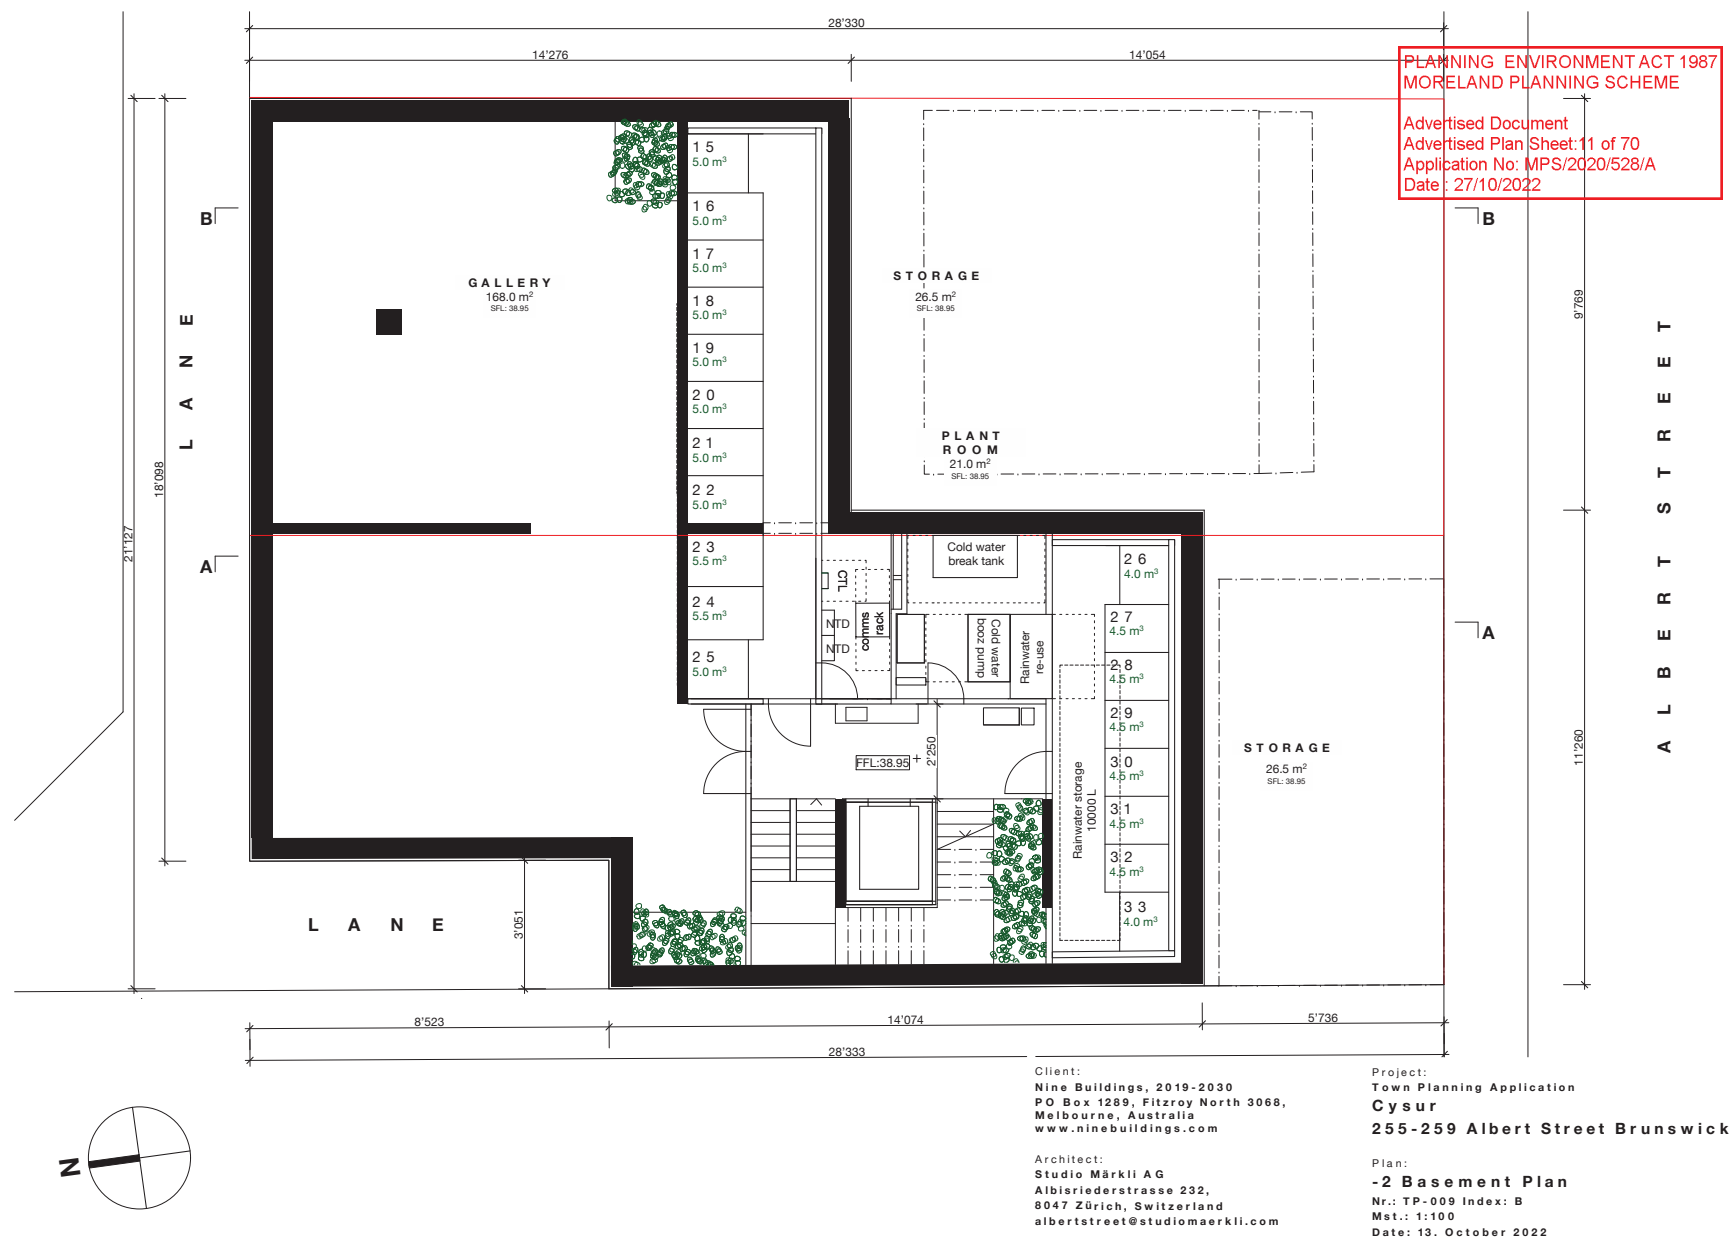 28'330
14'276
14'054
PLANNING ENVIRONMENT ACT 1987
MORELAND PLANNING SCHEME
Advertised Document
Advertised Plan Sheet:11 of 70
Application No: MPS/2020/528/A
Date : 27/10/2022
B
B
LANE
GALLERY
168.0 m²
SFL: 38.95
15
5.0 m³
16
5.0 m³
17
5.0 m³
18
5.0 m³
19
5.0 m³
20
5.0 m³
21
5.0 m³
22
5.0 m³
23
5.5 m³
24
5.5 m³
25
5.0 m³
STORAGE
26.5 m²
SFL: 38.95
PLANT
ROOM
21.0 m²
SFL: 38.95
9'769
ALBERT STREET
18'098
21'127
A
A
Cold water
break tank
CTL
NTD
NTD
comms
rack
Cold water
booz pump
Rainwater
re-use
26
4.0 m³
27
4.5 m³
28
4.5 m³
29
4.5 m³
30
4.5 m³
31
4.5 m³
32
4.5 m³
33
4.0 m³
FFL:38.95
2'250
Rainwater storage
10000 L
STORAGE
26.5 m²
SFL: 38.95
11'260
LANE
3'051
8'523
14'074
5'736
28'333
N
Client:
Nine Buildings, 2019-2030
PO Box 1289, Fitzroy North 3068,
Melbourne, Australia
www.ninebuildings.com
Architect:
Studio Märkli AG
Albisriederstrasse 232,
8047 Zürich, Switzerland
albertstreet@studiomaerkli.com
Project:
Town Planning Application
Cysur
255-259 Albert Street Brunswick
Plan:
-2 Basement Plan
Nr.: TP-009 Index: B
Mst.: 1:100
Date: 13. October 2022